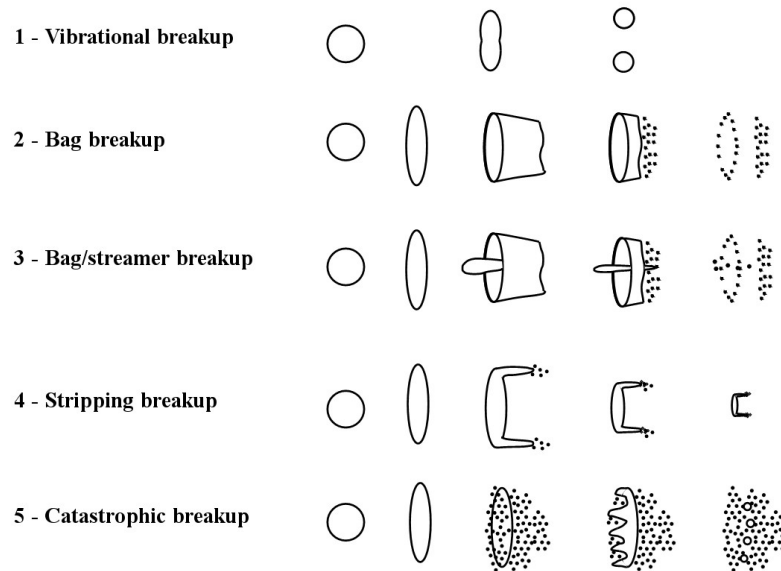 1 - Vibrational breakup
2 - Bag breakup
3 - Bag/streamer breakup
4 - Stripping breakup
5 - Catastrophic breakup